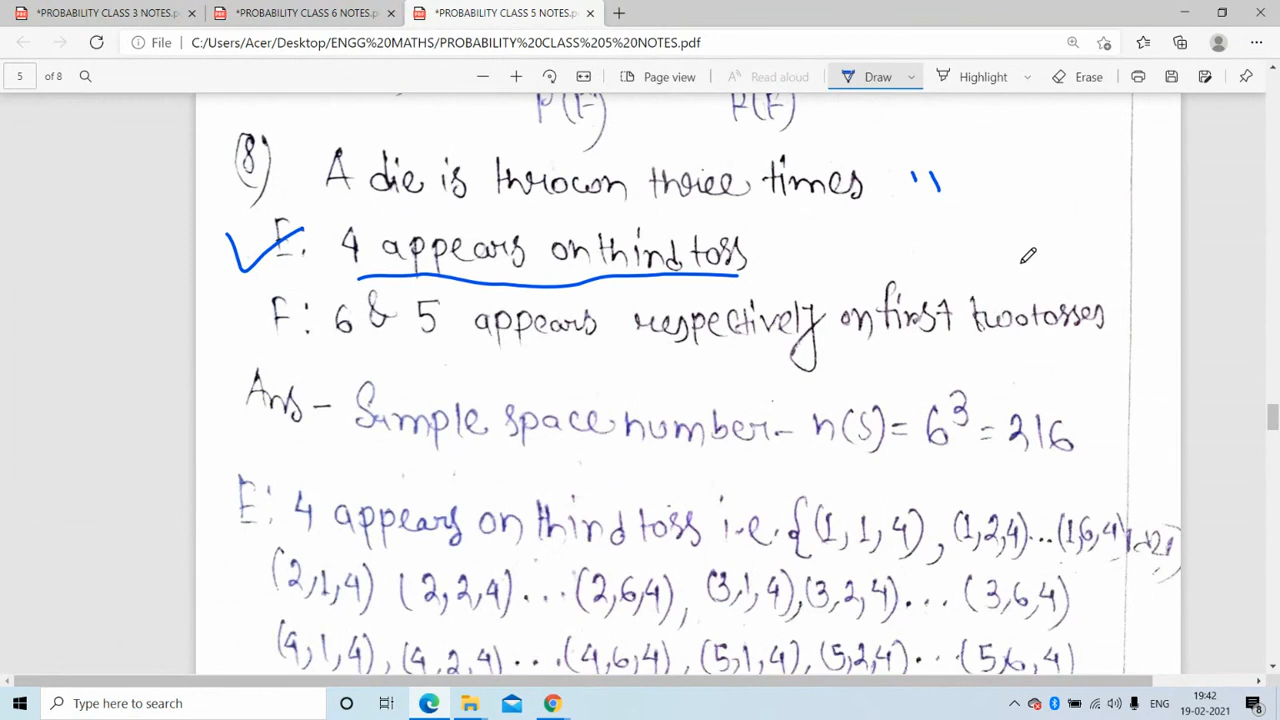 *PROBABILITY CLASS 3 NOTES.p
*PROBABILITY CLASS 6 NOTES.pd
*PROBABILITY CLASS 5 NOTES.pd
File C:/Users/Acer/Desktop/ENGG%20MATHS/PROBABILITY%20CLASS%205%20NOTES.pdf
5 of 8 Page view Read aloud Draw Highlight Erase
P(F) P(F)
8) A die is thrown three times
E: 4 appears on third toss
F: 6 & 5 appears respectively on first two tosses
Ans - Sample space number - n(S) = 6³ = 216
E: 4 appears on third toss i.e. {(1,1,4), (1,2,4)...(1,6,4)
(2,1,4) (2,2,4)...(2,6,4), (3,1,4),(3,2,4)... (3,6,4)
(4,1,4), (4,2,4)...(4,6,4), (5,1,4), (5,2,4)...(5,6,4)
Type here to search
ENG
19:42
19-02-2021
8